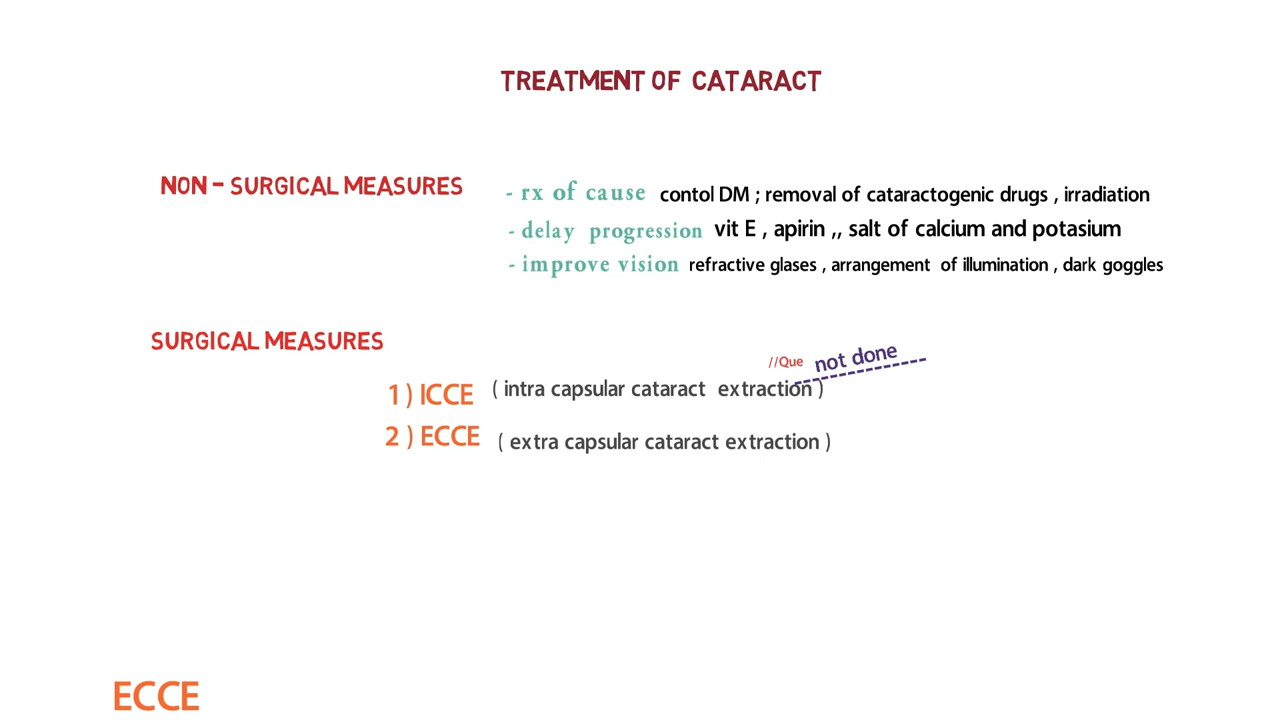 TREATMENT OF CATARACT
NON - SURGICAL MEASURES
- rx of cause contol DM ; removal of cataractogenic drugs , irradiation
- delay progression vit E , apirin ,, salt of calcium and potasium
- improve vision refractive glases , arrangement of illumination , dark goggles
SURGICAL MEASURES
//Que not done
1 ) ICCE ( intra capsular cataract extraction )
2 ) ECCE ( extra capsular cataract extraction )
ECCE